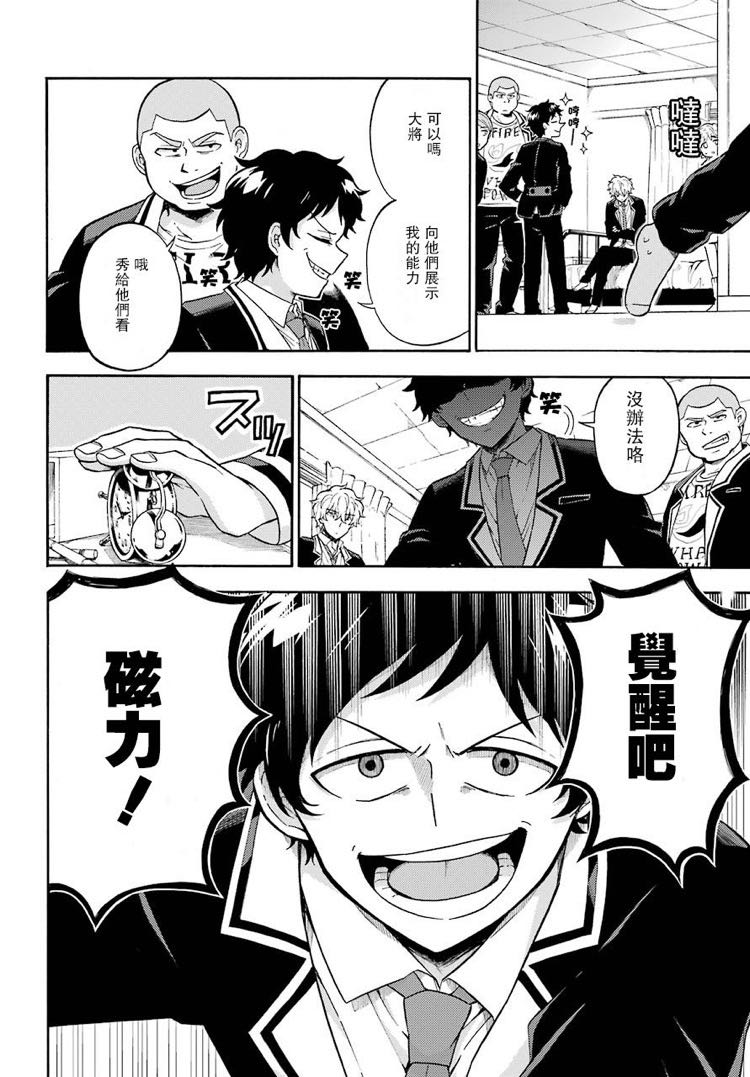 哼哼ー
噠噠
FIRE
可以嗎
大將
向他們展示
我的能力
笑
笑
哦
秀給他們看
沒辦法咯
笑
スッ
覺醒吧
磁力！